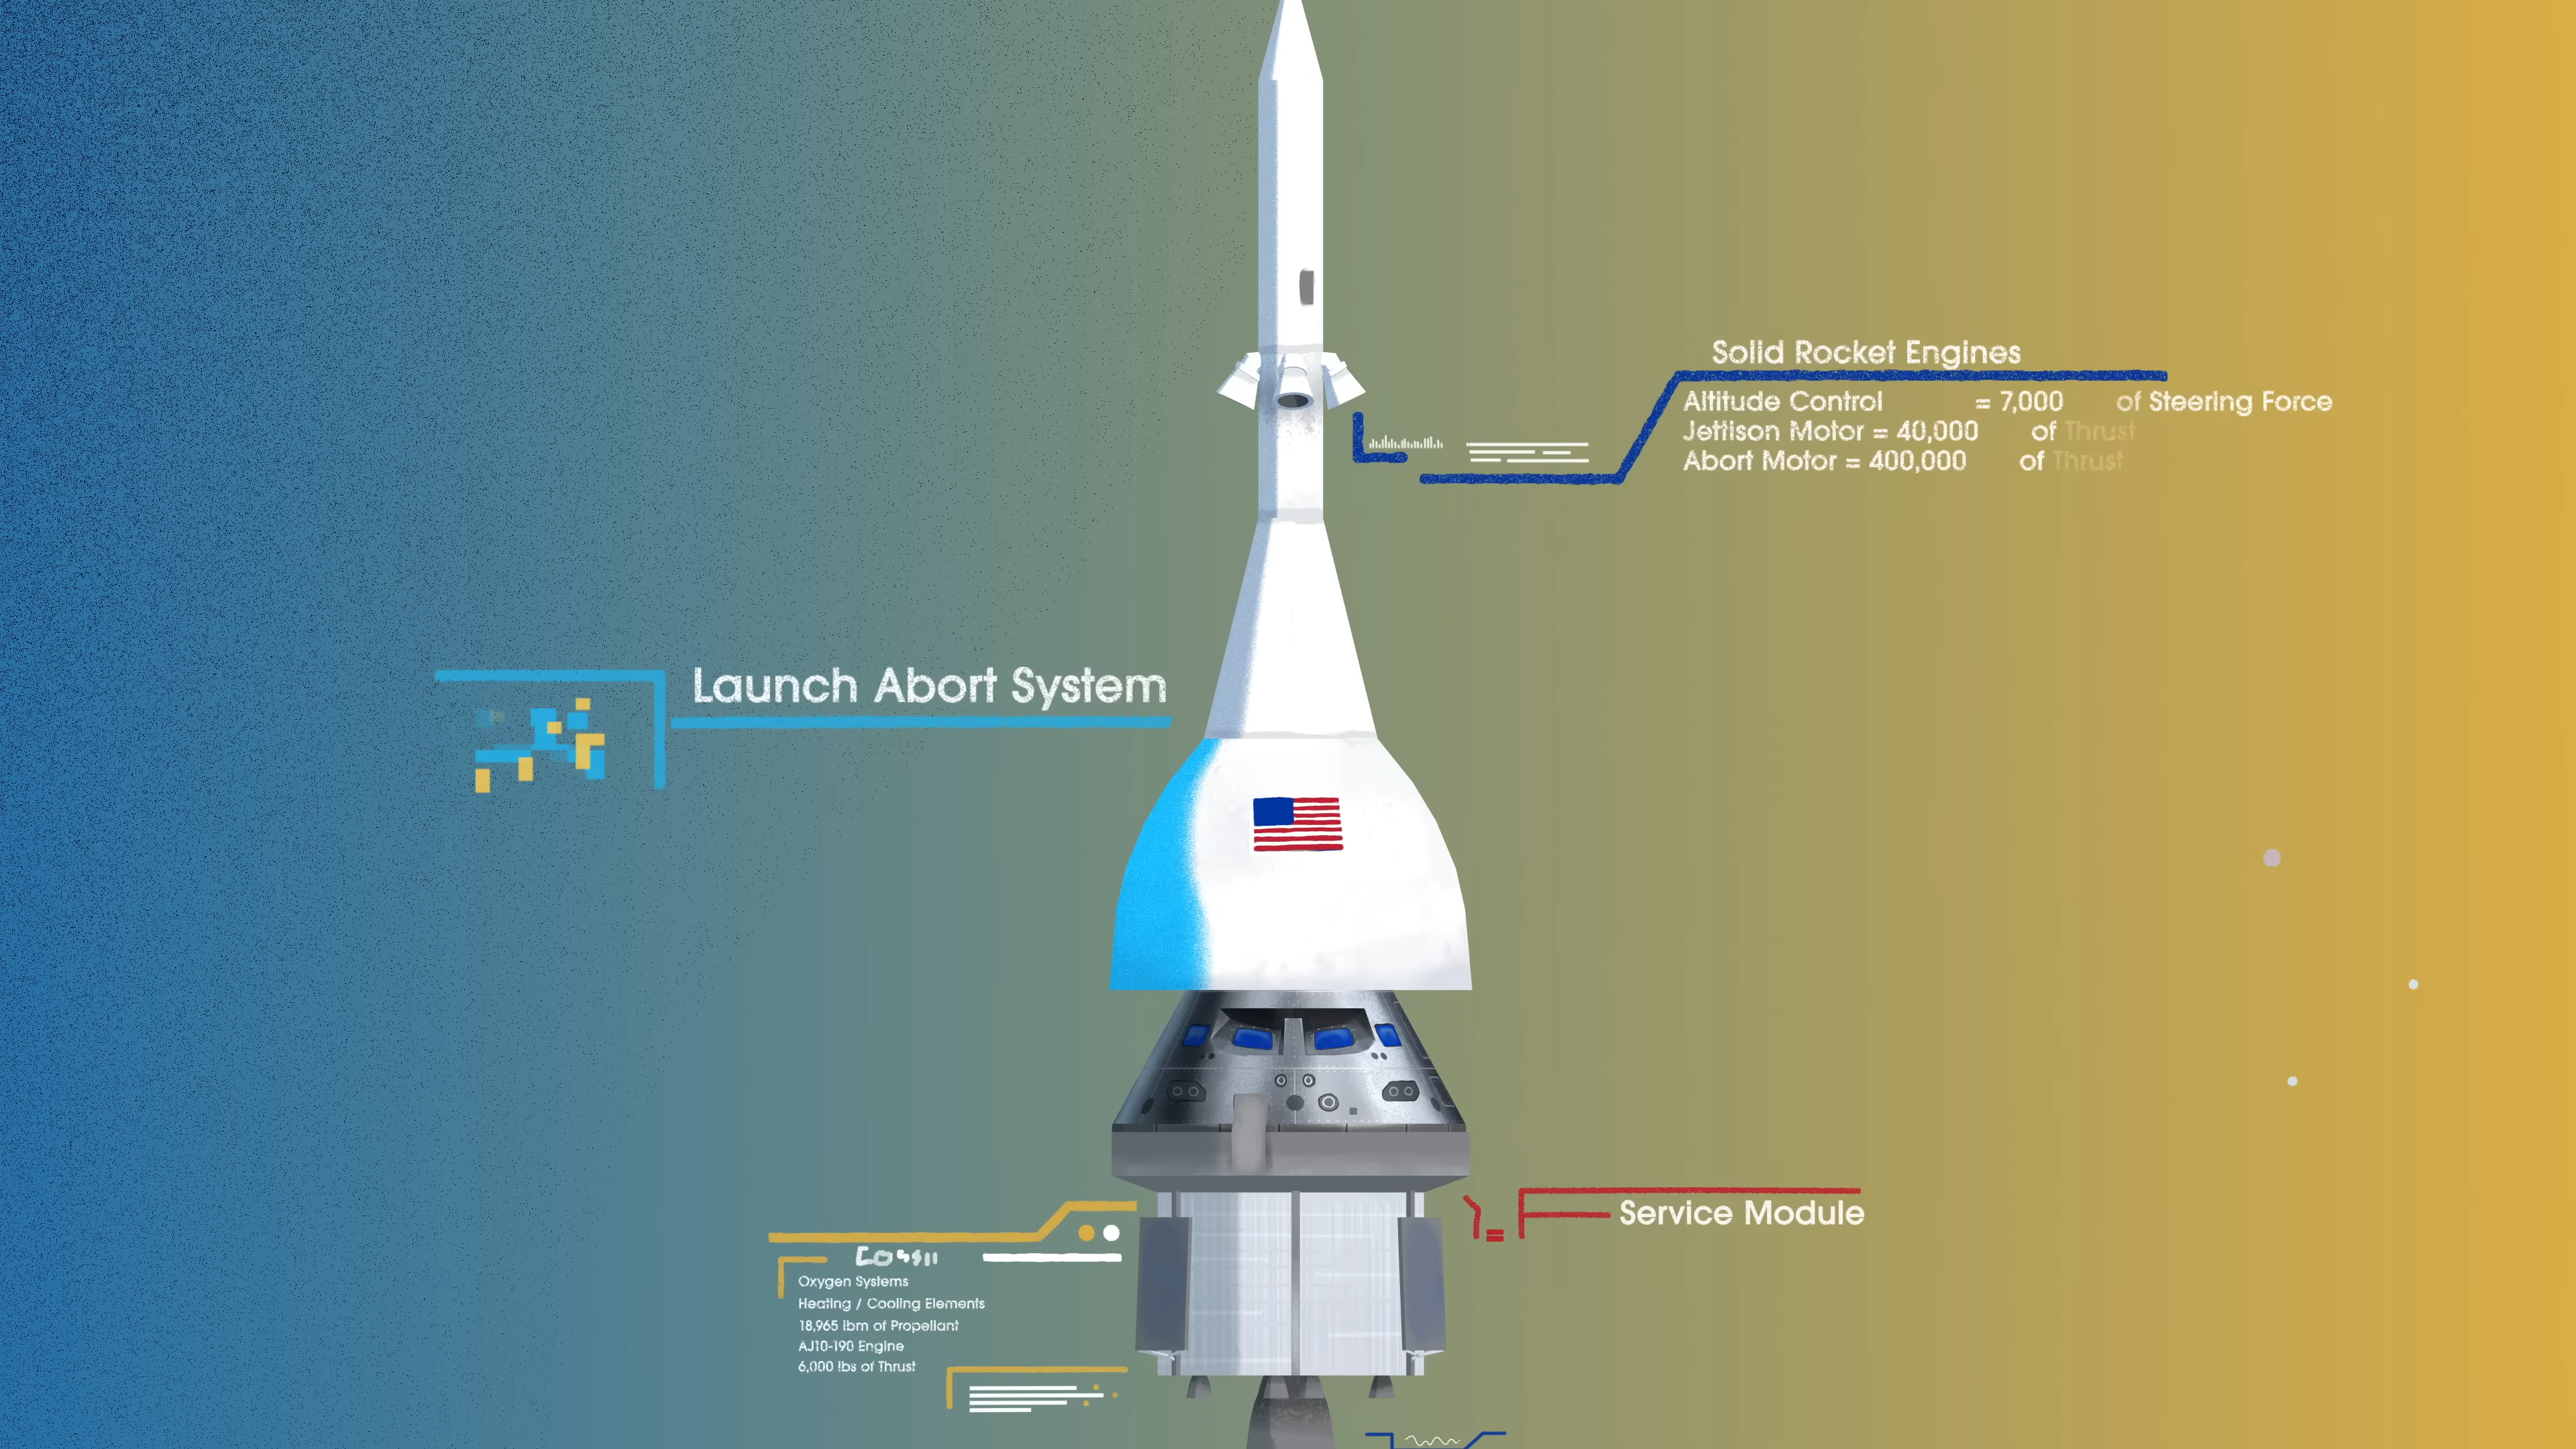 Solid Rocket Engines
Altitude Control = 7,000 of Steering Force
Jettison Motor = 40,000 of Thrust
Abort Motor = 400,000 of Thrust
Launch Abort System
Service Module
Oxygen Systems
Heating / Cooling Elements
18,965 lbm of Propellant
AJ10-190 Engine
6,000 lbs of Thrust